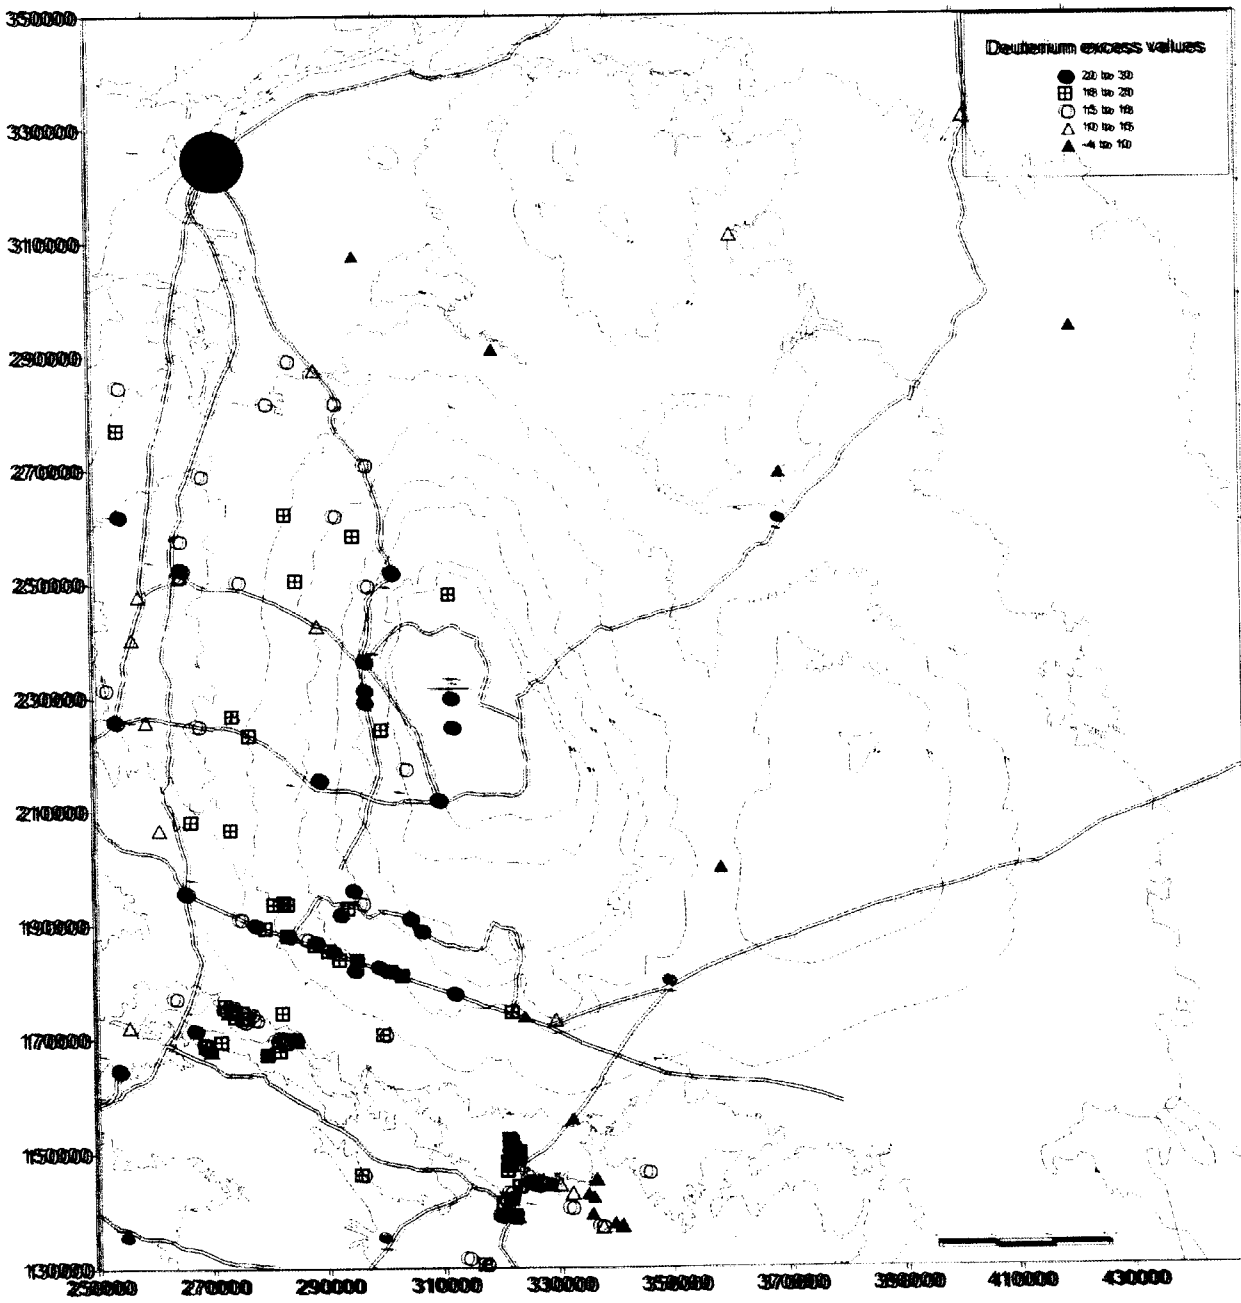 350000
Deuterium excess values
20 to 30
18 to 20
15 to 18
10 to 15
-4 to 10
330000
310000
290000
270000
250000
230000
210000
190000
170000
150000
130000
250000 270000 290000 310000 330000 350000 370000 390000 410000 430000